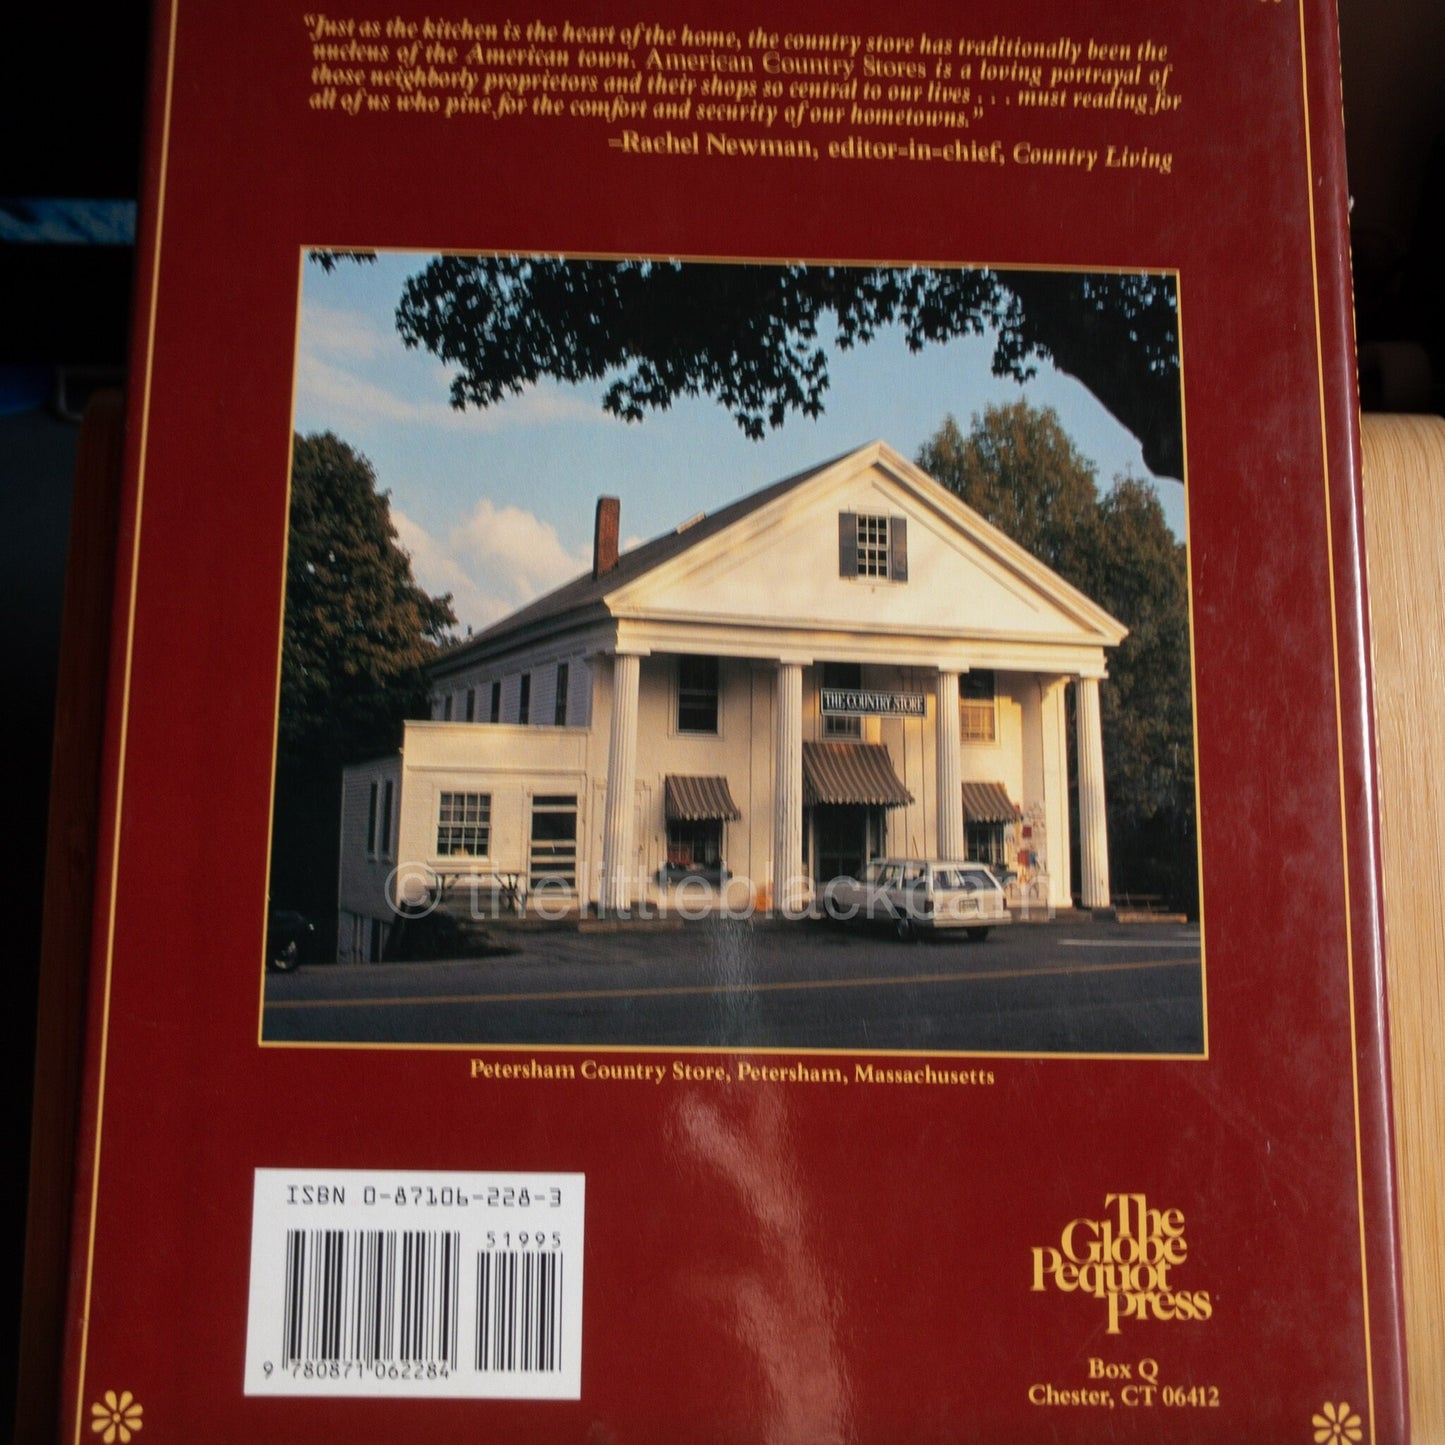 "Just as the kitchen is the heart of the home, the country store has traditionally been the
nucleus of the American town. American Country Stores is a loving portrayal of
those neighborly proprietors and their shops so central to our lives . . . must reading for
all of us who pine for the comfort and security of our hometowns."
–Rachel Newman, editor-in-chief, Country Living
THE COUNTRY STORE
© thelittleblackbarn
Petersham Country Store, Petersham, Massachusetts
ISBN 0-87106-228-3
51995
9 780871 062284
The
Globe
Pequot
Press
Box Q
Chester, CT 06412